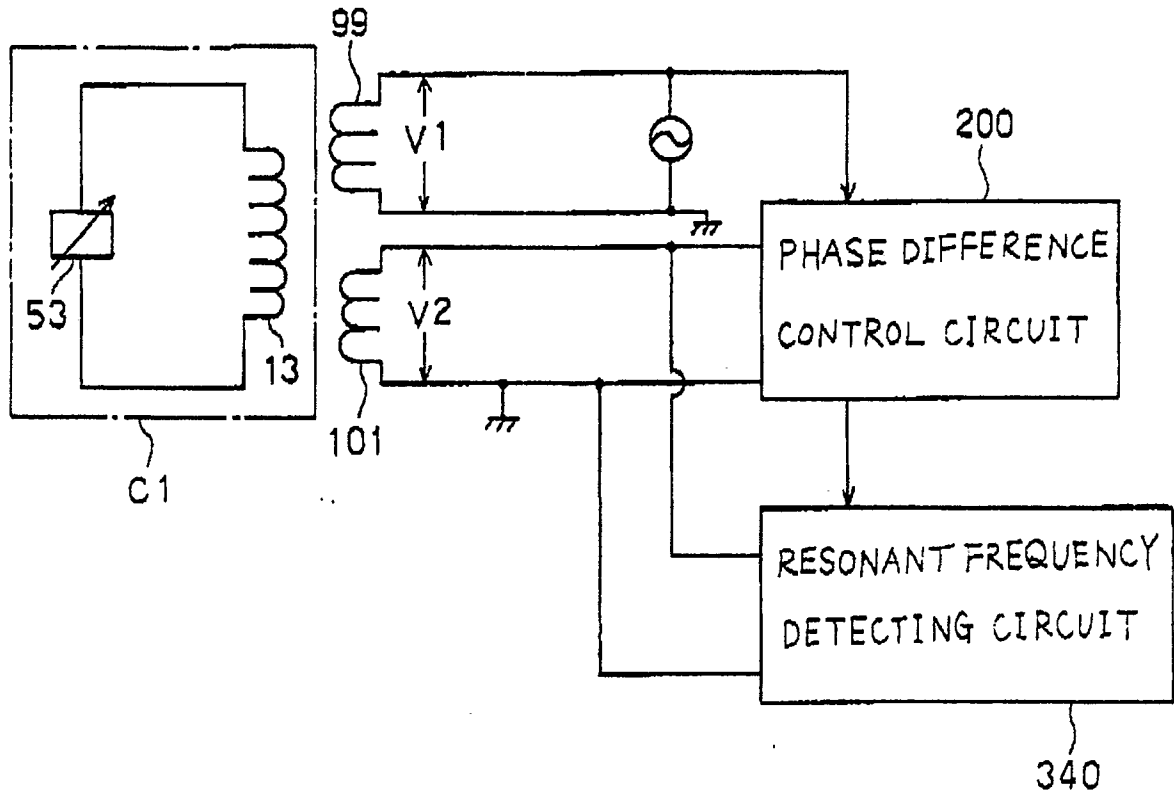 99
V1
200
PHASE DIFFERENCE
CONTROL CIRCUIT
53
13
V2
101
C1
RESONANT FREQUENCY
DETECTING CIRCUIT
340